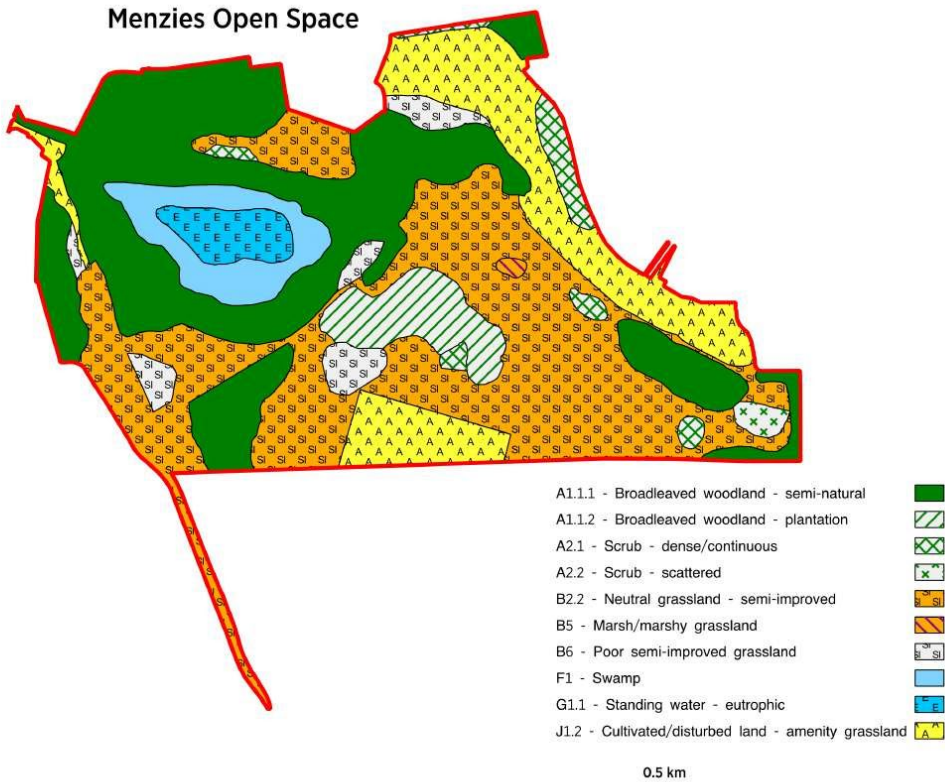 Menzies Open Space
A1.1.1 - Broadleaved woodland - semi-natural
A1.1.2 - Broadleaved woodland - plantation
A2.1 - Scrub - dense/continuous
A2.2 - Scrub - scattered
B2.2 - Neutral grassland - semi-improved
B5 - Marsh/marshy grassland
B6 - Poor semi-improved grassland
F1 - Swamp
G1.1 - Standing water - eutrophic
J1.2 - Cultivated/disturbed land - amenity grassland
0.5 km